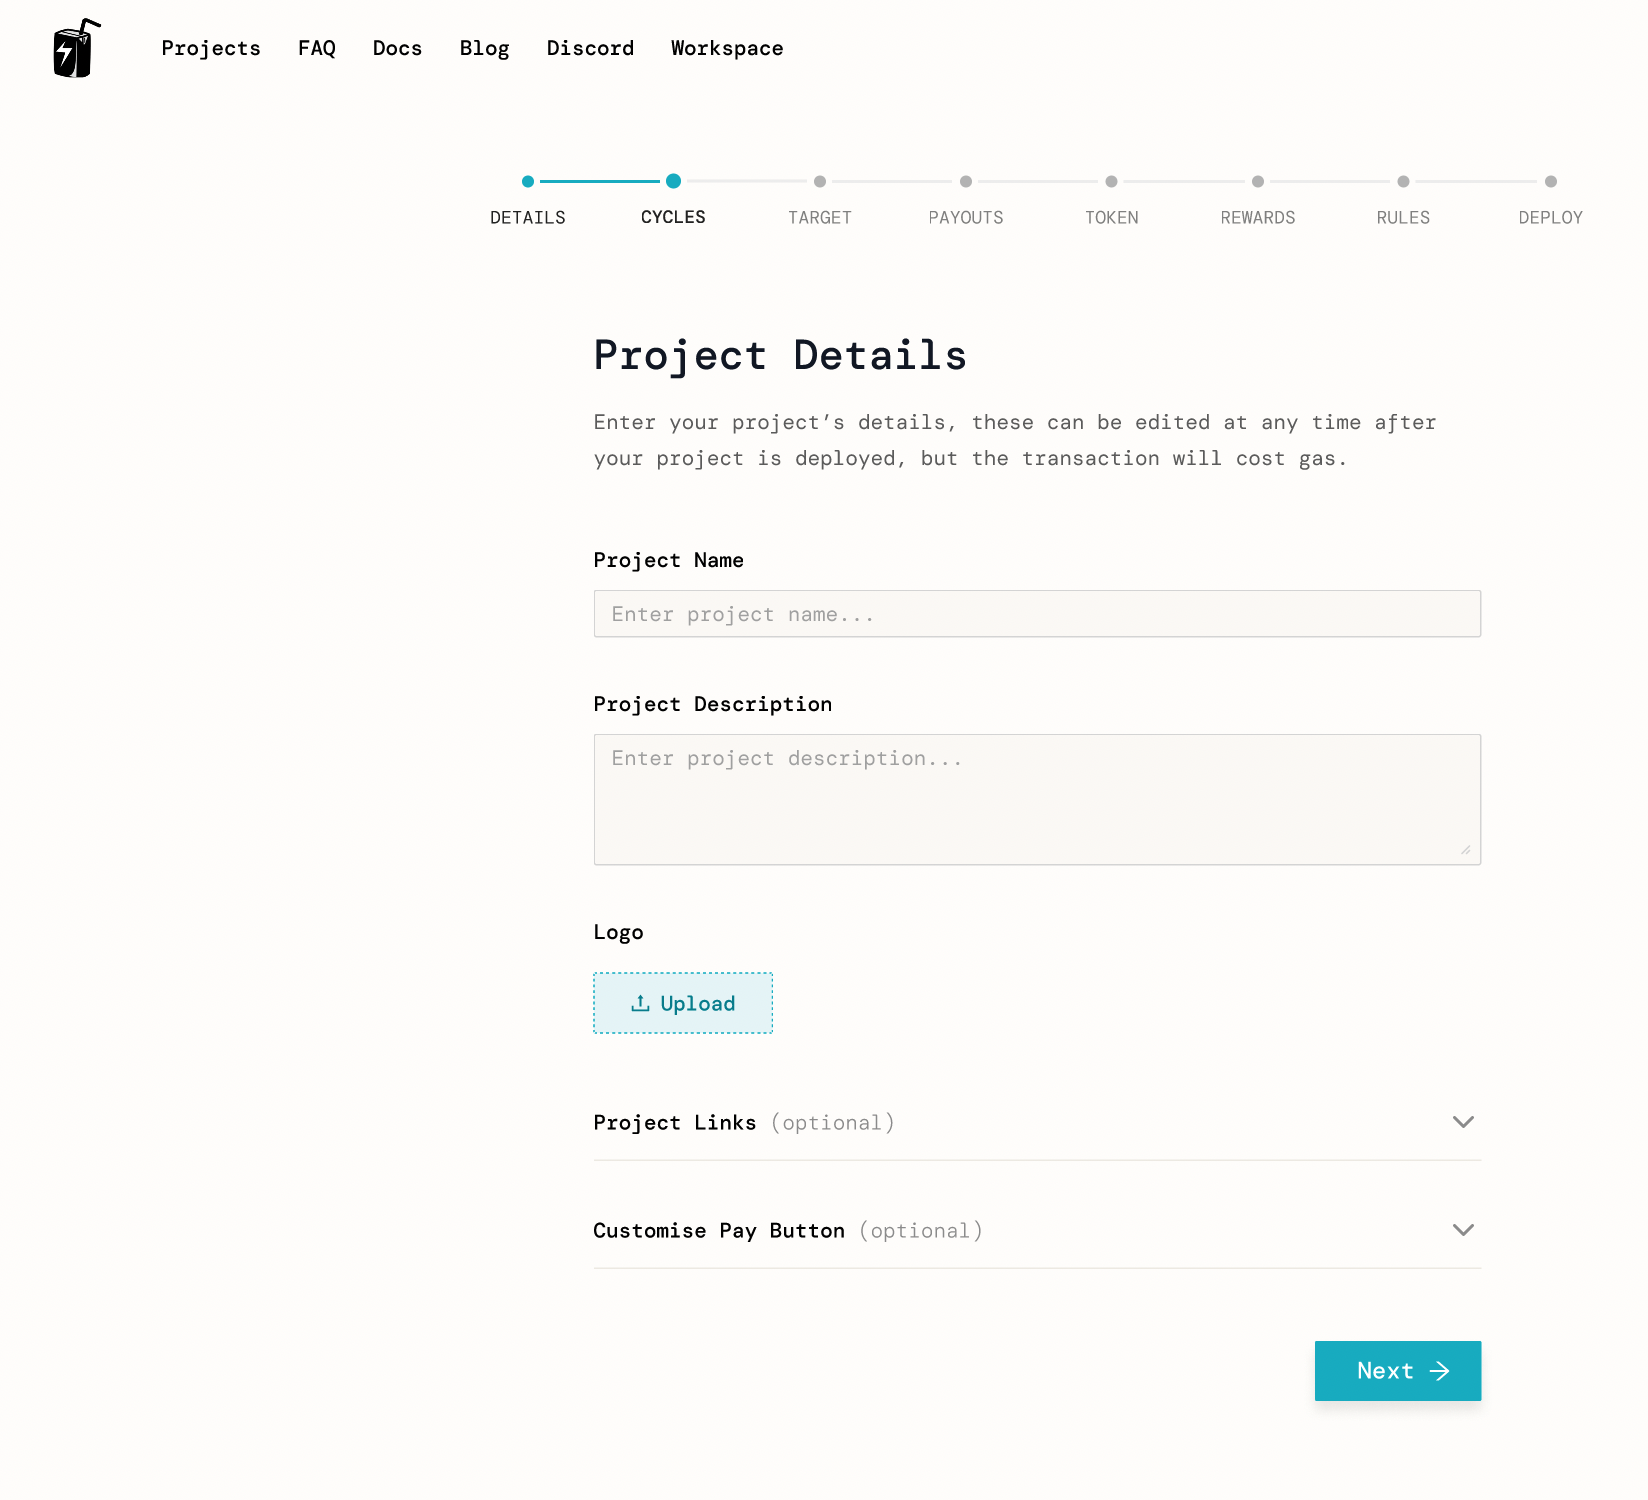 Projects FAQ Docs Blog Discord Workspace
DETAILS CYCLES TARGET PAYOUTS TOKEN REWARDS RULES DEPLOY
Project Details
Enter your project’s details, these can be edited at any time after
your project is deployed, but the transaction will cost gas.
Project Name
Enter project name...
Project Description
Enter project description...
Logo
Upload
Project Links (optional)
Customise Pay Button (optional)
Next